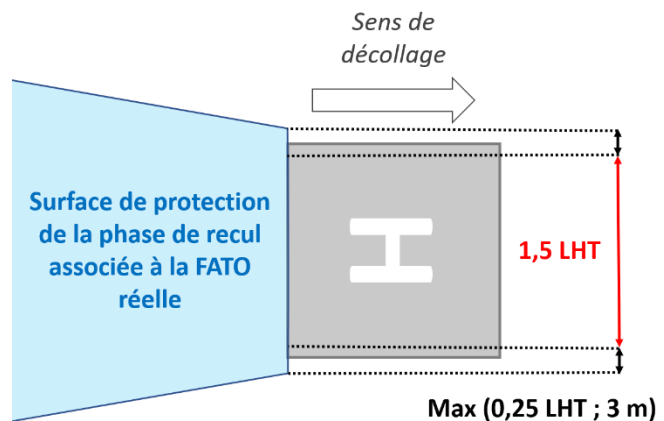 Sens de
décollage
Surface de protection
de la phase de recul
associée à la FATO
réelle
H
1,5 LHT
Max (0,25 LHT ; 3 m)